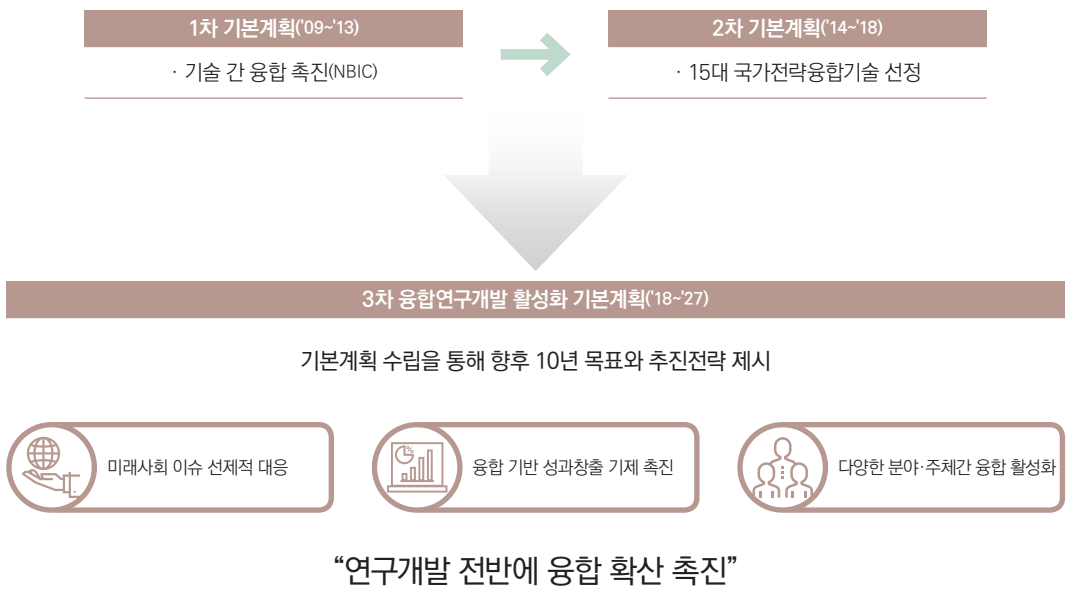 1차 기본계획('09~'13)
2차 기본계획('14~'18)
· 기술 간 융합 촉진(NBIC)
· 15대 국가전략융합기술 선정
3차 융합연구개발 활성화 기본계획('18~'27)
기본계획 수립을 통해 향후 10년 목표와 추진전략 제시
미래사회 이슈 선제적 대응
%
융합 기반 성과창출 기제 촉진
다양한 분야·주체간 융합 활성화
“연구개발 전반에 융합 확산 촉진”